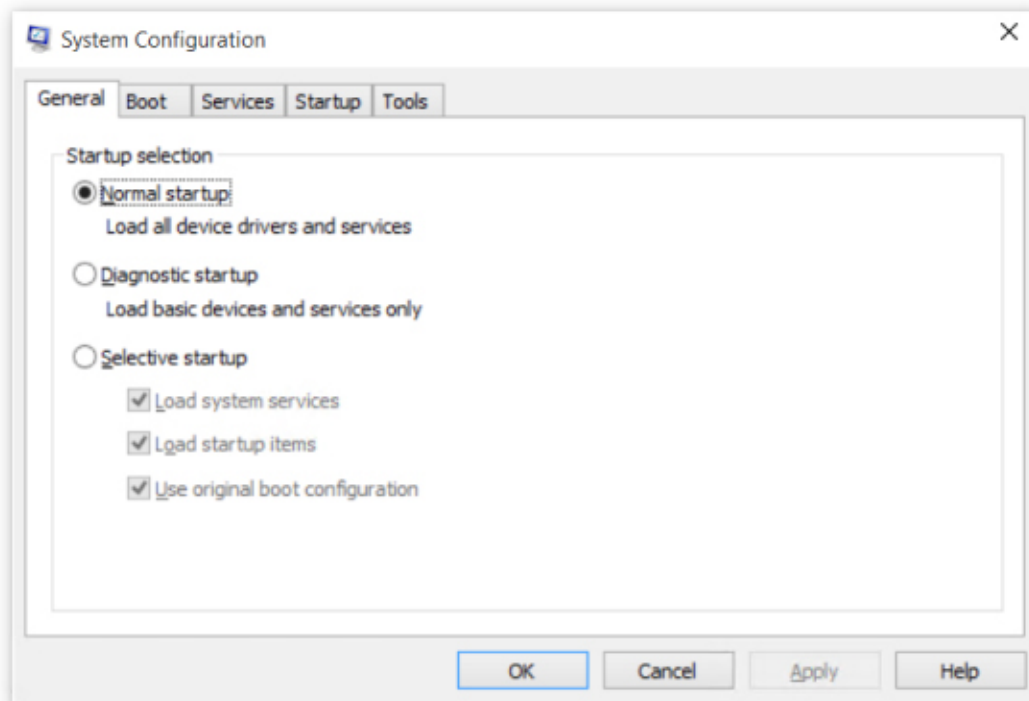 System Configuration
General Boot Services Startup Tools
Startup selection
Normal startup
Load all device drivers and services
Diagnostic startup
Load basic devices and services only
Selective startup
Load system services
Load startup items
Use original boot configuration
OK Cancel Apply Help